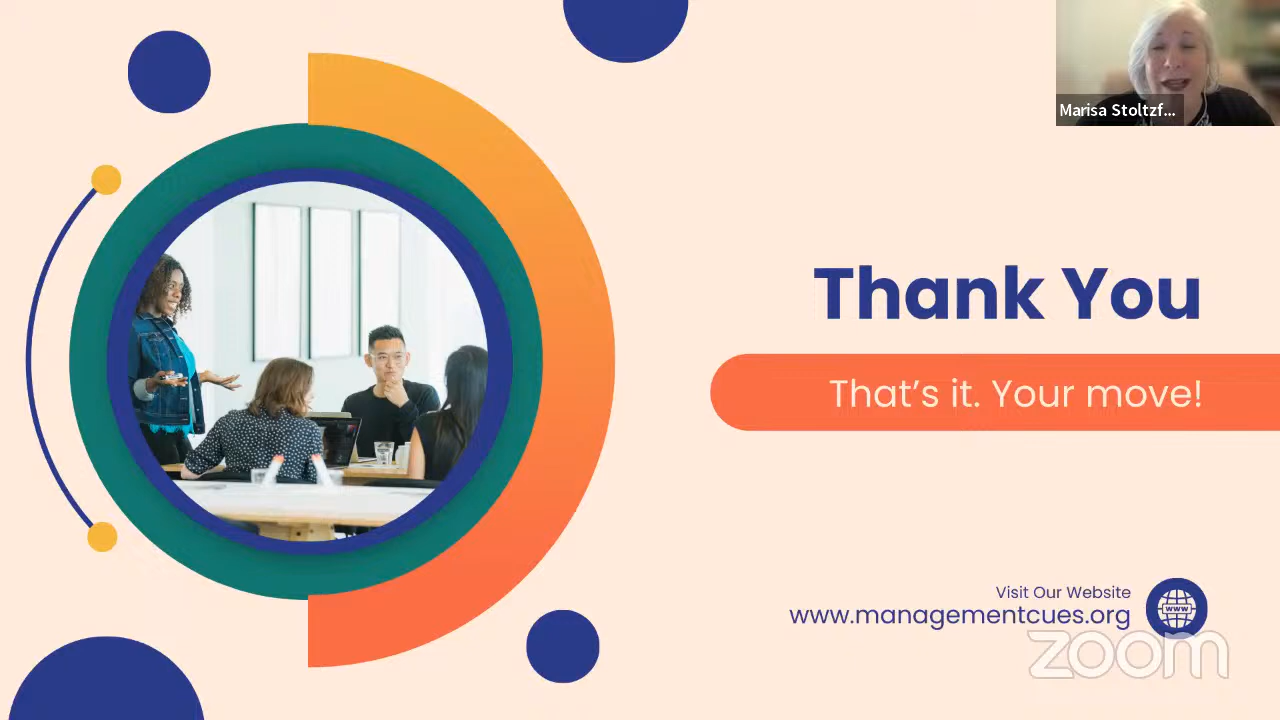 Marisa Stoltzf...
Thank You
That's it. Your move!
Visit Our Website
www.managementcues.org
www
zoom